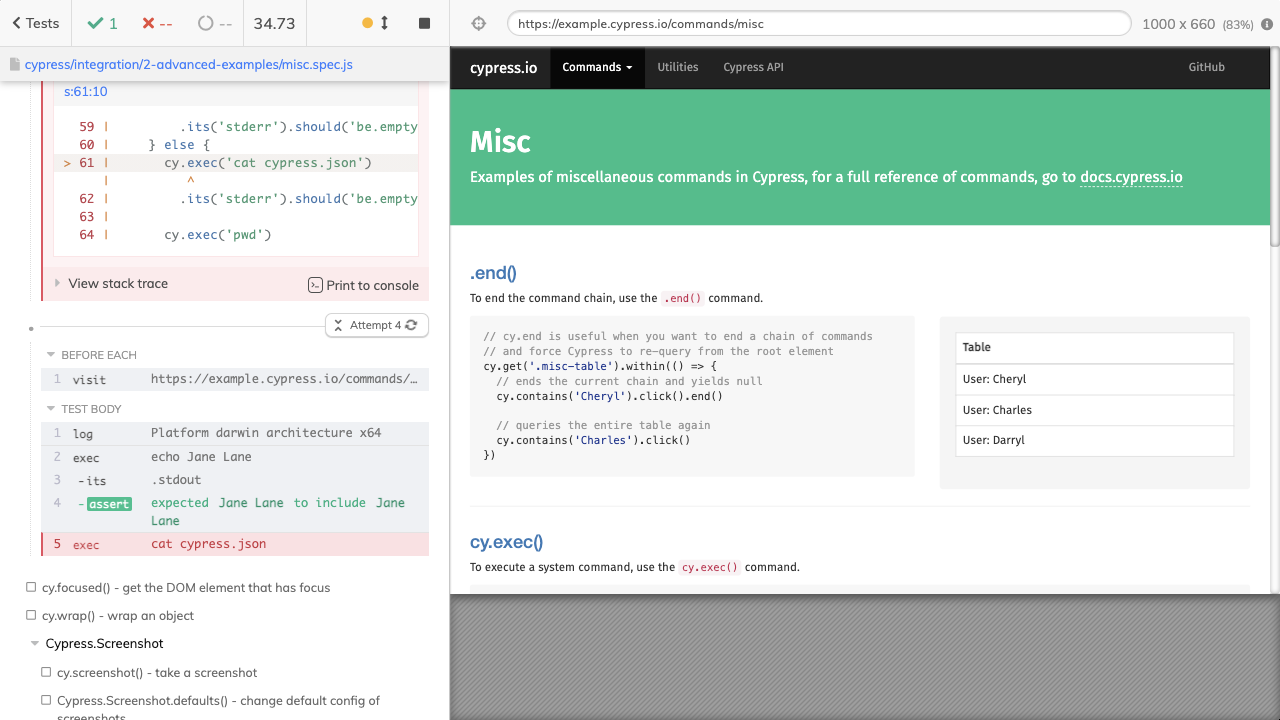 Tests
1
--
--
34.73
https://example.cypress.io/commands/misc
1000 x 660 (83%)
cypress/integration/2-advanced-examples/misc.spec.js
s:61:10
59 | .its('stderr').should('be.empty
60 | } else {
> 61 | cy.exec('cat cypress.json')
| ^
62 | .its('stderr').should('be.empty
63 |
64 | cy.exec('pwd')
View stack trace
Print to console
Attempt 4
BEFORE EACH
1 visit https://example.cypress.io/commands/…
TEST BODY
1 log Platform darwin architecture x64
2 exec echo Jane Lane
3 -its .stdout
4 -assert expected Jane Lane to include Jane
Lane
5 exec cat cypress.json
cy.focused() - get the DOM element that has focus
cy.wrap() - wrap an object
Cypress.Screenshot
cy.screenshot() - take a screenshot
Cypress.Screenshot.defaults() - change default config of
screenshots
cypress.io
Commands
Utilities
Cypress API
GitHub
Misc
Examples of miscellaneous commands in Cypress, for a full reference of commands, go to docs.cypress.io
.end()
To end the command chain, use the .end() command.
// cy.end is useful when you want to end a chain of commands
// and force Cypress to re-query from the root element
cy.get('.misc-table').within(() => {
// ends the current chain and yields null
cy.contains('Cheryl').click().end()
// queries the entire table again
cy.contains('Charles').click()
})
Table
User: Cheryl
User: Charles
User: Darryl
cy.exec()
To execute a system command, use the cy.exec() command.